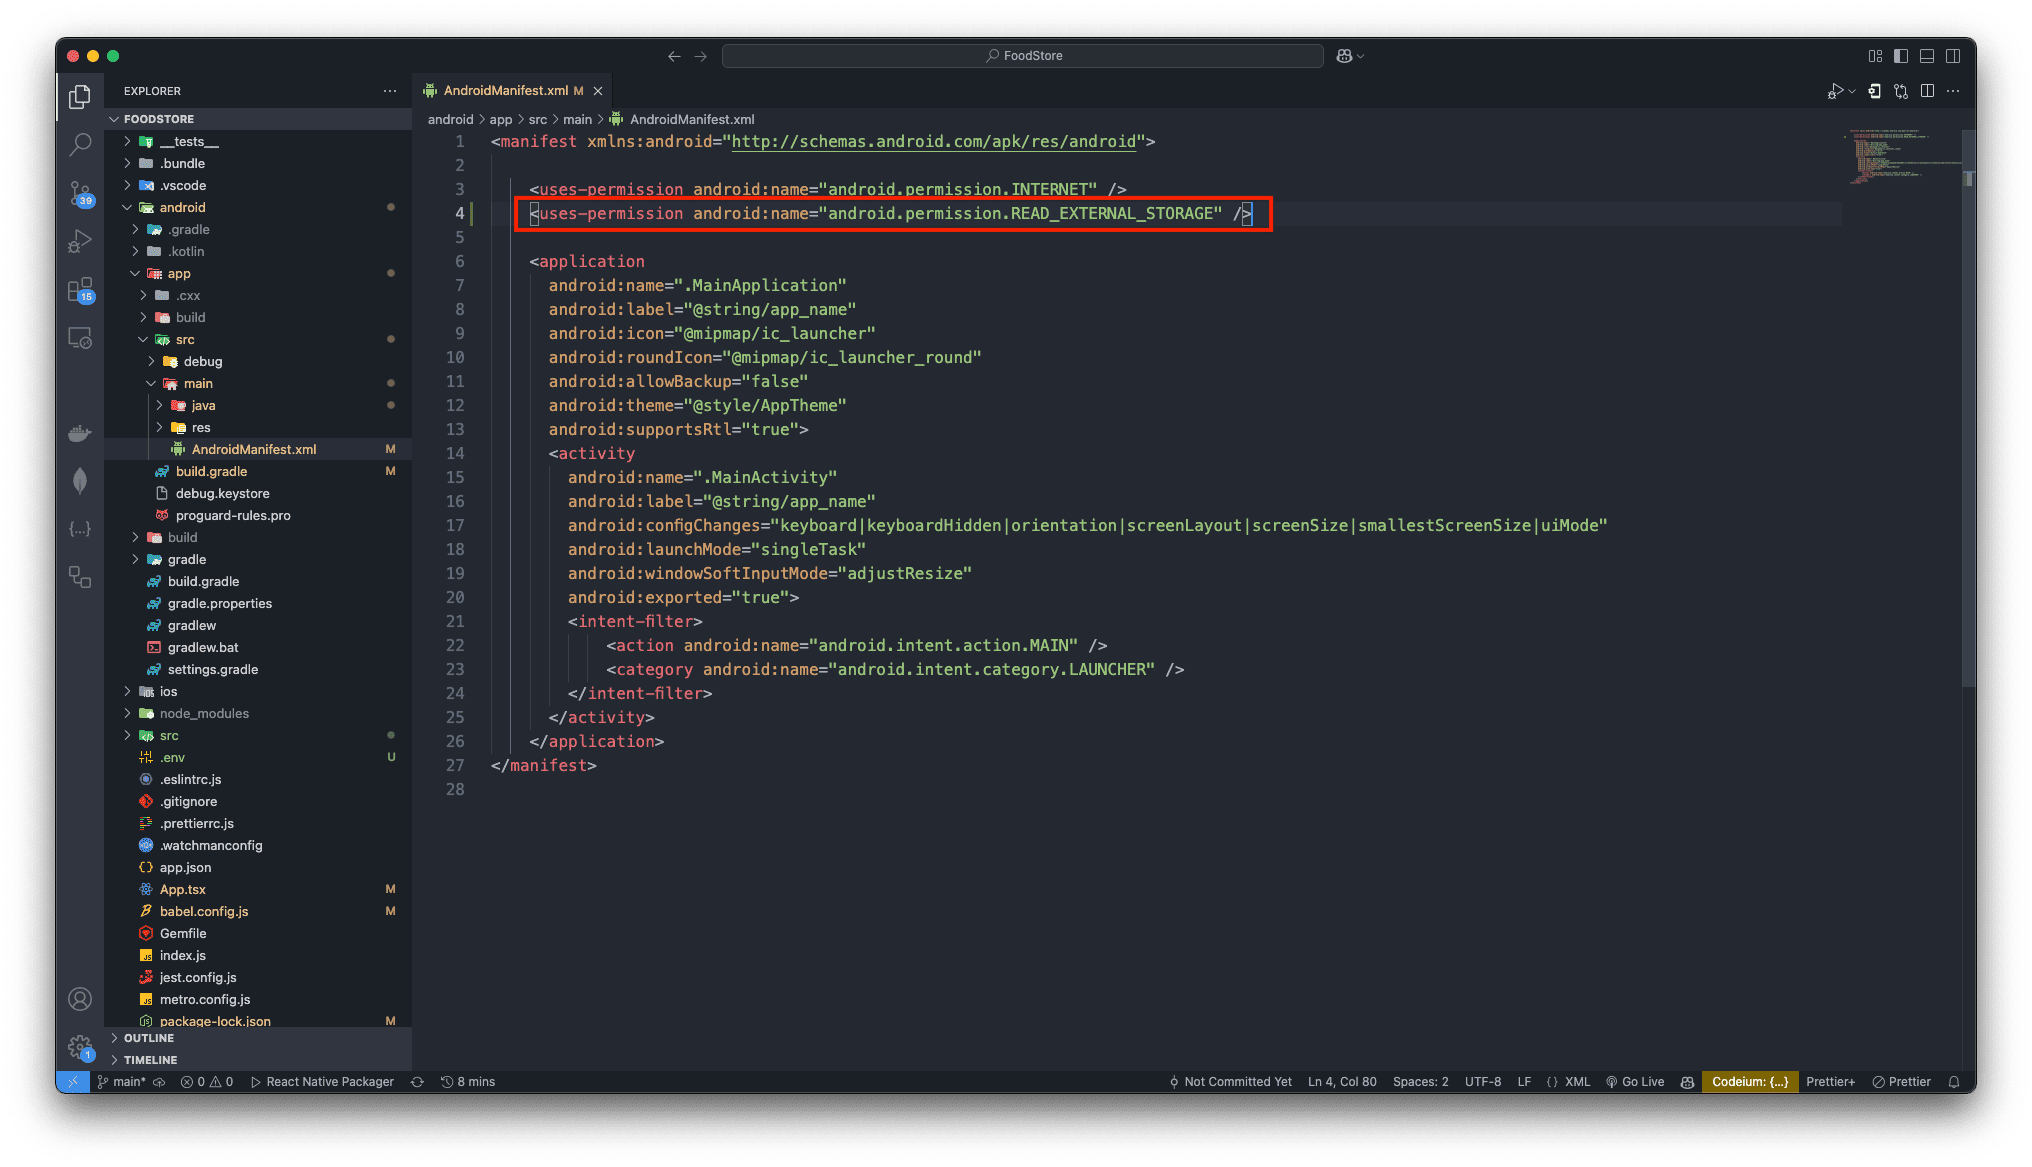 FoodStore
EXPLORER
FOODSTORE
__tests__
.bundle
.vscode
android
.gradle
.kotlin
app
.cxx
build
src
debug
main
java
res
AndroidManifest.xml M
build.gradle M
debug.keystore
proguard-rules.pro
build
gradle
build.gradle
gradle.properties
gradlew
gradlew.bat
settings.gradle
ios
node_modules
src
.env U
.eslintrc.js
.gitignore
.prettierrc.js
.watchmanconfig
app.json
App.tsx M
babel.config.js M
Gemfile
index.js
jest.config.js
metro.config.js
package-lock.json M
OUTLINE
TIMELINE
39
15
1
AndroidManifest.xml M
android > app > src > main > AndroidManifest.xml
1 <manifest xmlns:android="http://schemas.android.com/apk/res/android">
2
3 <uses-permission android:name="android.permission.INTERNET" />
4 <uses-permission android:name="android.permission.READ_EXTERNAL_STORAGE" />
5
6 <application
7 android:name=".MainApplication"
8 android:label="@string/app_name"
9 android:icon="@mipmap/ic_launcher"
10 android:roundIcon="@mipmap/ic_launcher_round"
11 android:allowBackup="false"
12 android:theme="@style/AppTheme"
13 android:supportsRtl="true">
14 <activity
15 android:name=".MainActivity"
16 android:label="@string/app_name"
17 android:configChanges="keyboard|keyboardHidden|orientation|screenLayout|screenSize|smallestScreenSize|uiMode"
18 android:launchMode="singleTask"
19 android:windowSoftInputMode="adjustResize"
20 android:exported="true">
21 <intent-filter>
22 <action android:name="android.intent.action.MAIN" />
23 <category android:name="android.intent.category.LAUNCHER" />
24 </intent-filter>
25 </activity>
26 </application>
27 </manifest>
28
main* 0 0 React Native Packager 8 mins Not Committed Yet Ln 4, Col 80 Spaces: 2 UTF-8 LF {} XML Go Live Codeium: {...} Prettier+ Prettier